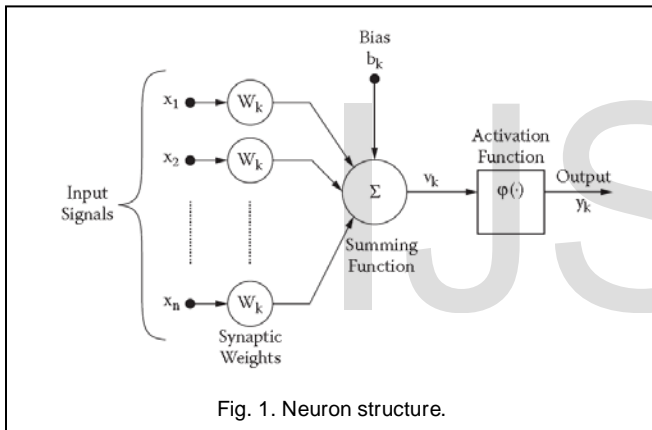 Bias
b_k
x_1
W_k
x_2
W_k
Activation
Function
Input
Signals
Σ
v_k
φ(·)
Output
y_k
Summing
Function
x_n
W_k
Synaptic
Weights
IJS
Fig. 1. Neuron structure.